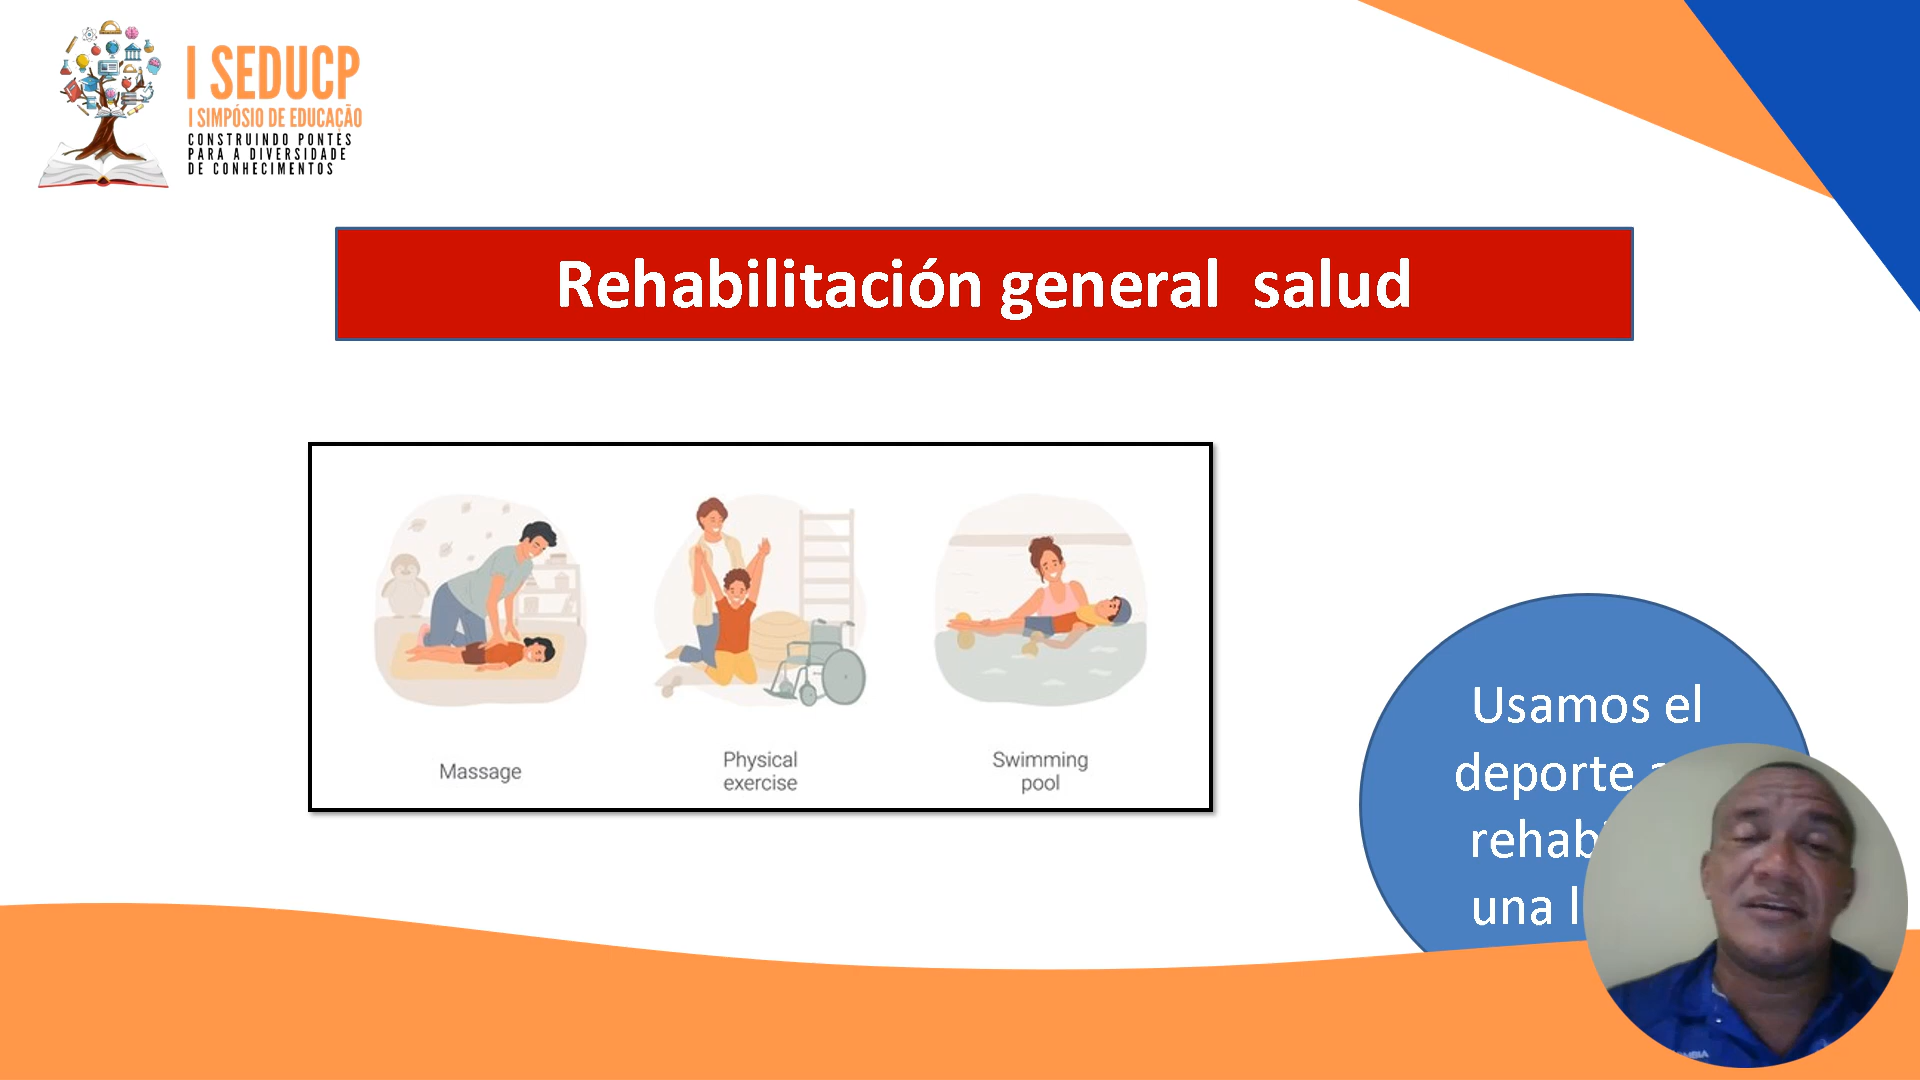 I SEDUCP
I SIMPÓSIO DE EDUCAÇÃO
CONSTRUINDO PONTES
PARA A DIVERSIDADE
DE CONHECIMENTOS
Rehabilitación general salud
Massage
Physical
exercise
Swimming
pool
Usamos el
deporte
una